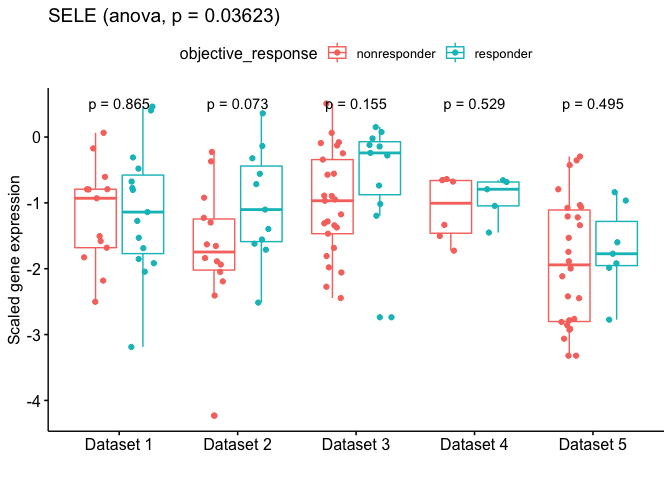 SELE (anova, p = 0.03623)
objective_response nonresponder responder
p = 0.865 p = 0.073 p = 0.155 p = 0.529 p = 0.495
Scaled gene expression
0
-1
-2
-3
-4
Dataset 1 Dataset 2 Dataset 3 Dataset 4 Dataset 5